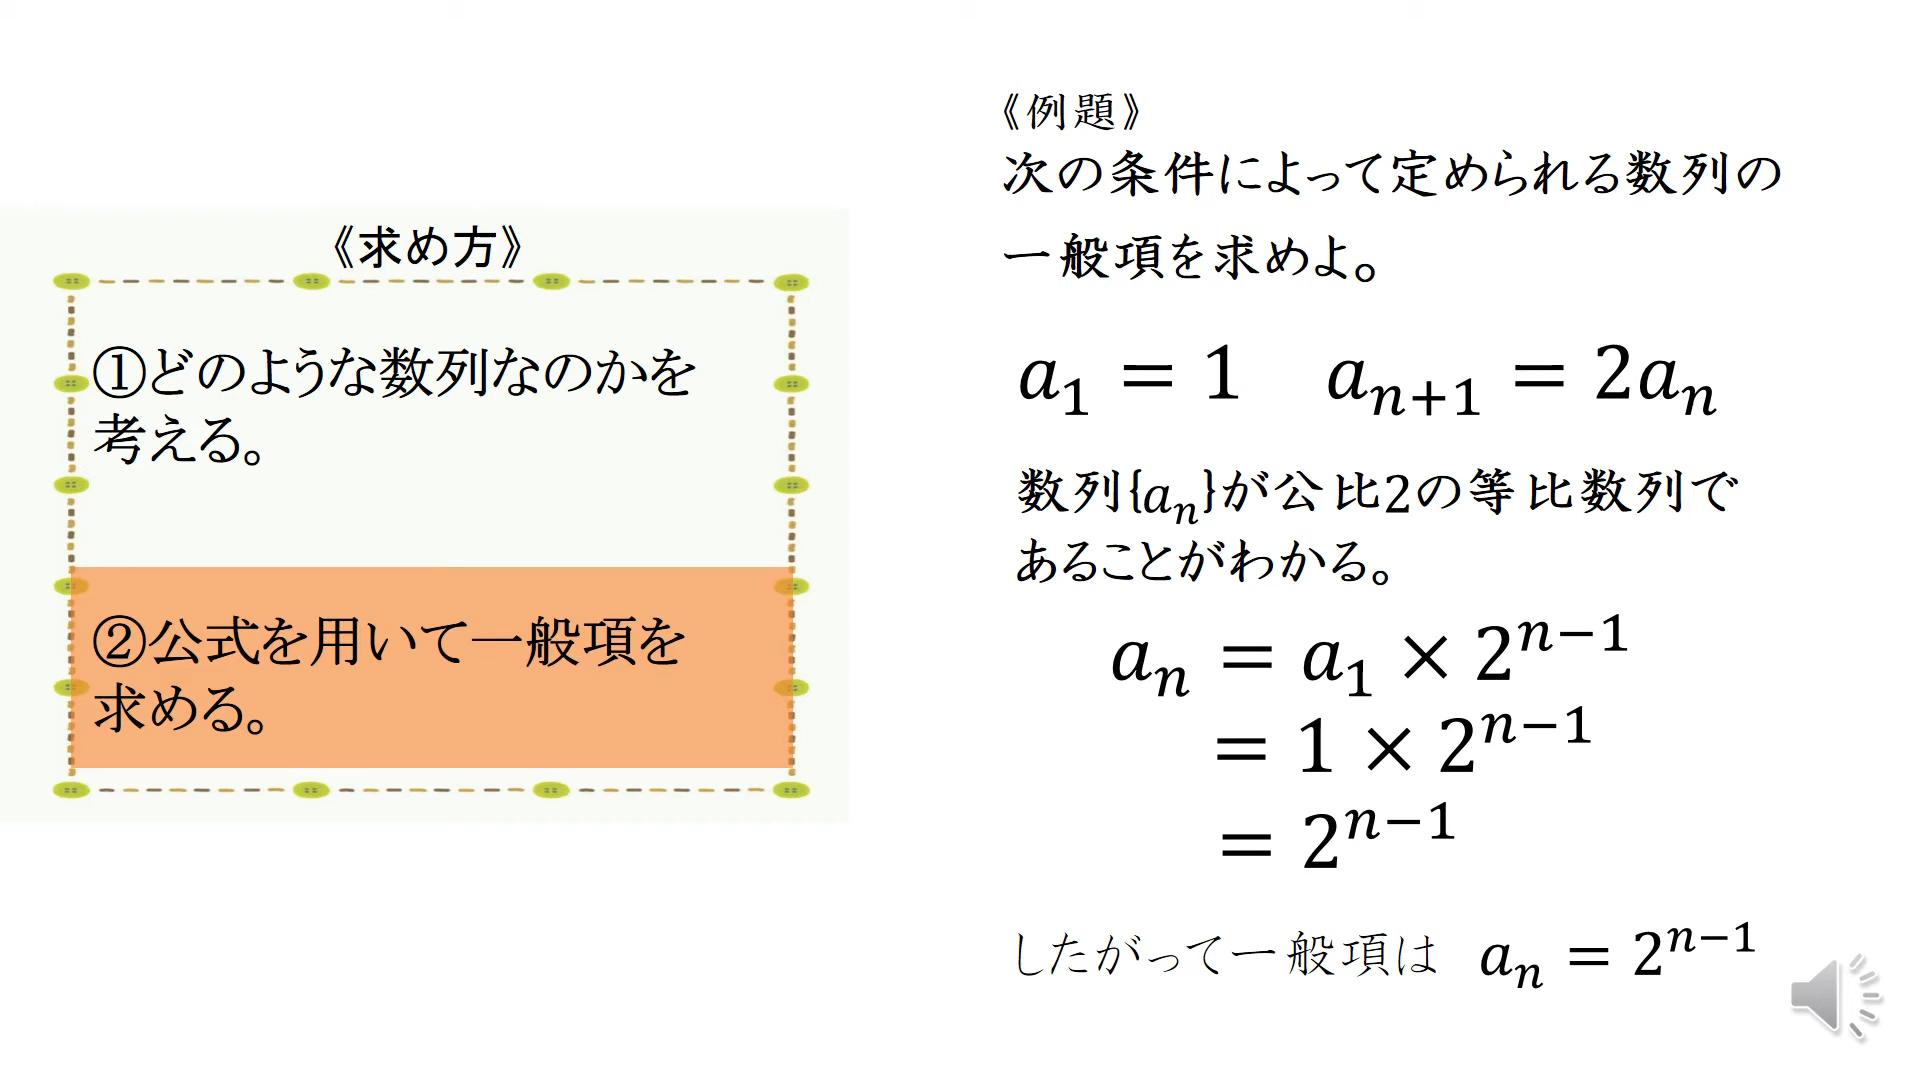 《求め方》
①どのような数列なのかを
考える。
②公式を用いて一般項を
求める。
《例題》
次の条件によって定められる数列の
一般項を求めよ。
a₁ = 1 aₙ₊₁ = 2aₙ
数列{aₙ}が公比2の等比数列で
あることがわかる。
aₙ = a₁ × 2ⁿ⁻¹
= 1 × 2ⁿ⁻¹
= 2ⁿ⁻¹
したがって一般項は aₙ = 2ⁿ⁻¹